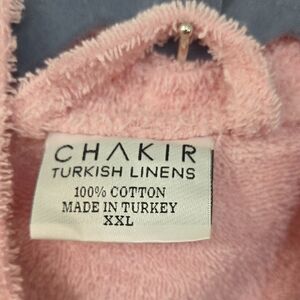 CHAKIR
TURKISH LINENS
100% COTTON
MADE IN TURKEY
XXL